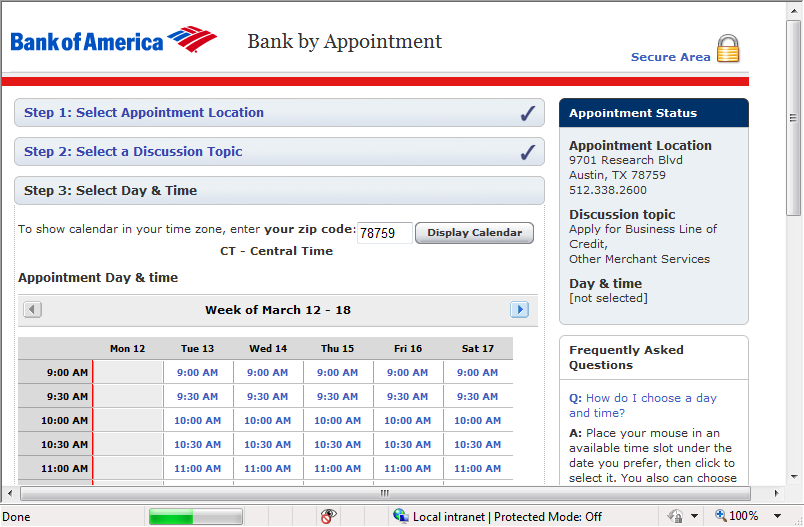 Bank of America
Bank by Appointment
Secure Area
Step 1: Select Appointment Location
Step 2: Select a Discussion Topic
Step 3: Select Day & Time
To show calendar in your time zone, enter your zip code: 78759 Display Calendar
CT - Central Time
Appointment Day & time
Week of March 12 - 18
Mon 12 Tue 13 Wed 14 Thu 15 Fri 16 Sat 17
9:00 AM 9:00 AM 9:00 AM 9:00 AM 9:00 AM 9:00 AM
9:30 AM 9:30 AM 9:30 AM 9:30 AM 9:30 AM 9:30 AM
10:00 AM 10:00 AM 10:00 AM 10:00 AM 10:00 AM 10:00 AM
10:30 AM 10:30 AM 10:30 AM 10:30 AM 10:30 AM 10:30 AM
11:00 AM 11:00 AM 11:00 AM 11:00 AM 11:00 AM 11:00 AM
Appointment Status
Appointment Location
9701 Research Blvd
Austin, TX 78759
512.338.2600
Discussion topic
Apply for Business Line of
Credit,
Other Merchant Services
Day & time
[not selected]
Frequently Asked
Questions
Q: How do I choose a day
and time?
A: Place your mouse in an
available time slot under the
date you prefer, then click to
select it. You also can choose
Done
Local intranet | Protected Mode: Off
100%